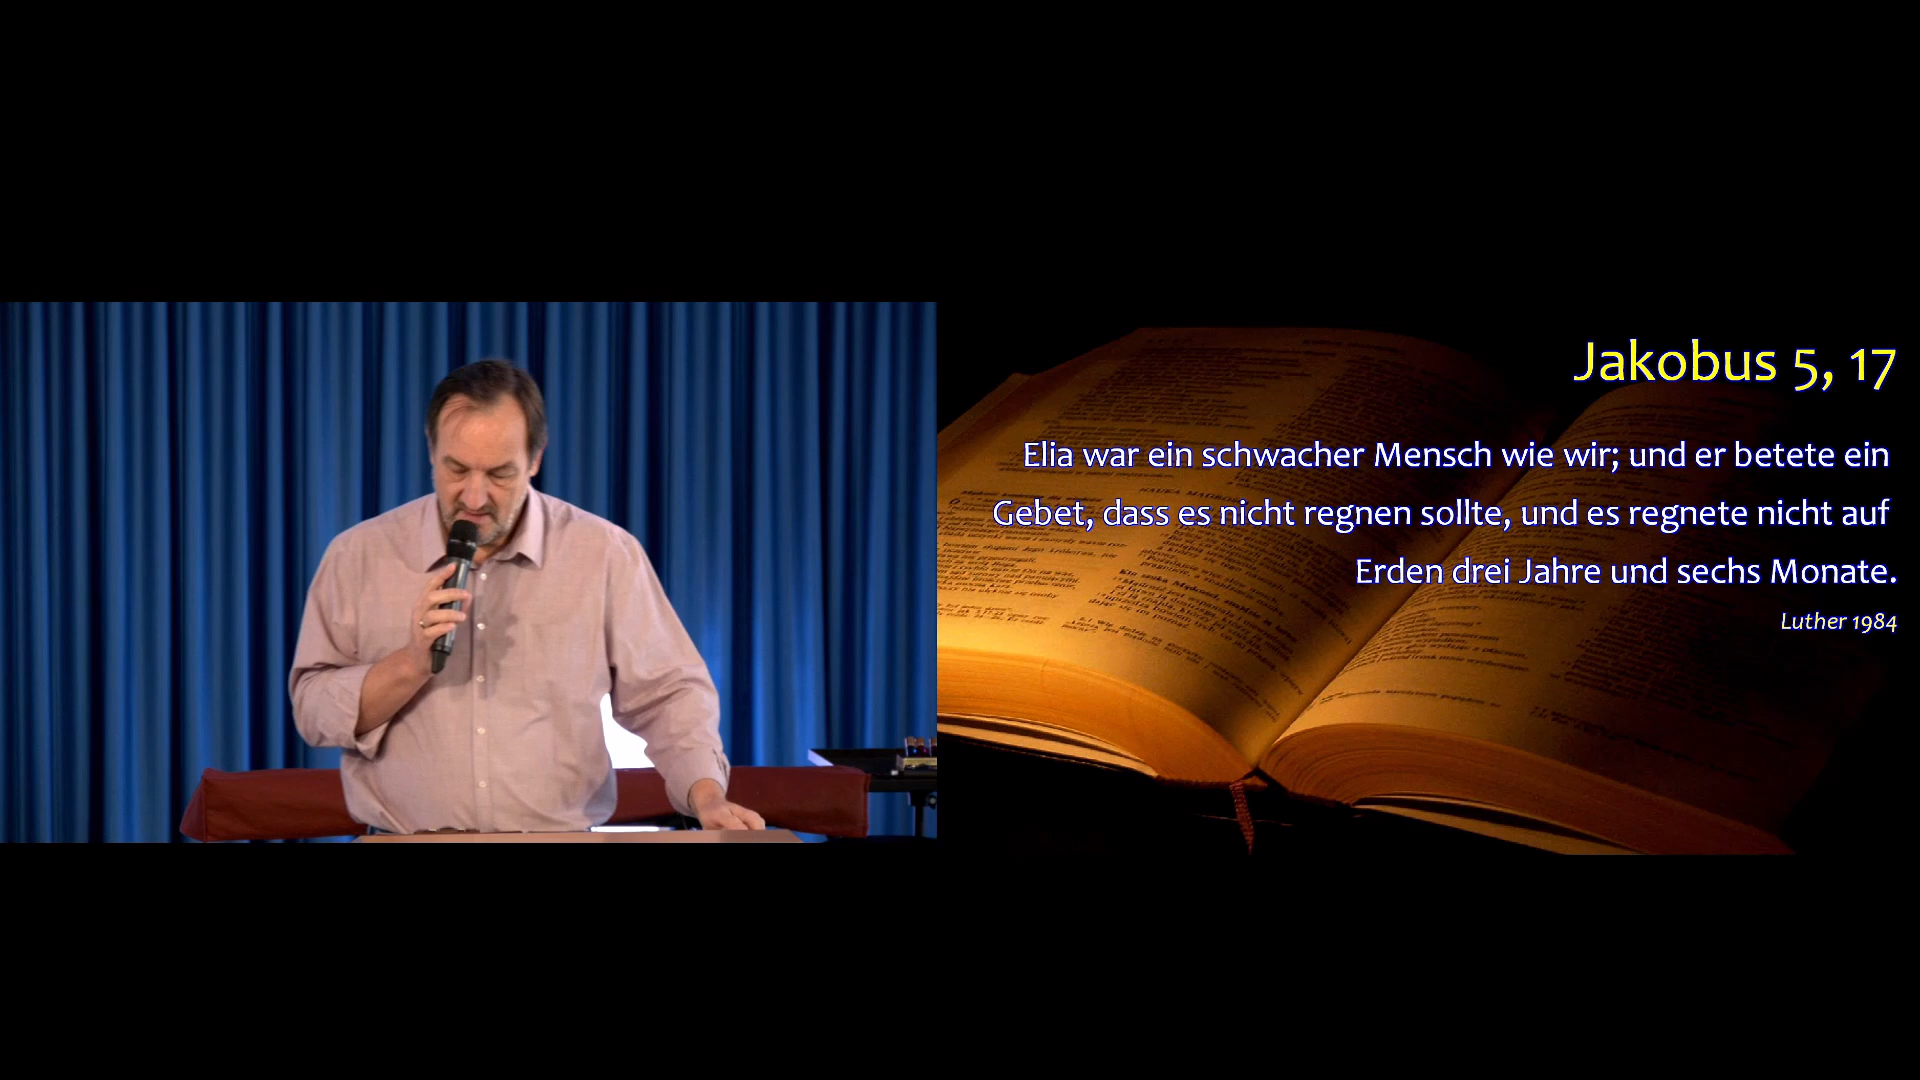 Jakobus 5, 17
Elia war ein schwacher Mensch wie wir; und er betete ein
Gebet, dass es nicht regnen sollte, und es regnete nicht auf
Erden drei Jahre und sechs Monate.
Luther 1984